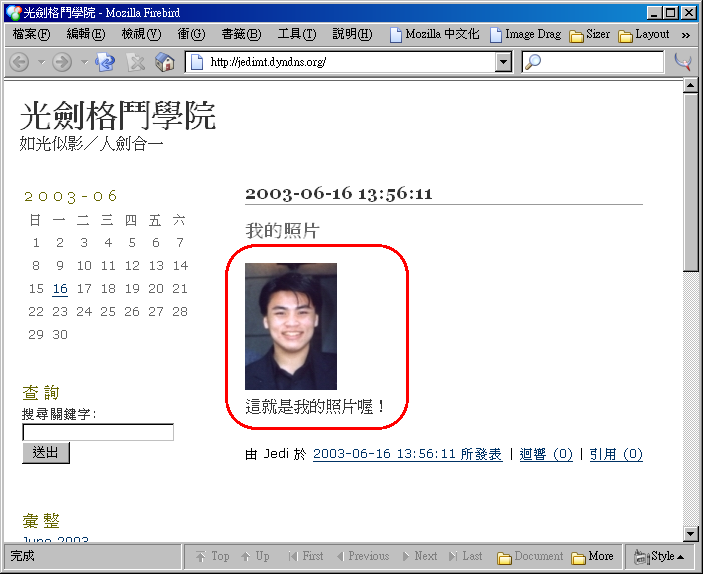 光劍格鬥學院 - Mozilla Firebird
檔案(F) 編輯(E) 檢視(V) 衝(G) 書籤(B) 工具(T) 說明(H) Mozilla 中文化 Image Drag Sizer Layout »
http://jedimt.dyndns.org/
光劍格鬥學院
如光似影／人劍合一
2003-06
日 一 二 三 四 五 六
1 2 3 4 5 6 7
8 9 10 11 12 13 14
15 16 17 18 19 20 21
22 23 24 25 26 27 28
29 30
查詢
搜尋關鍵字：
送出
彙整
June 2003
2003-06-16 13:56:11
我的照片
這就是我的照片喔！
由 Jedi 於 2003-06-16 13:56:11 所發表 | 迴響 (0) | 引用 (0)
完成 Top Up First Previous Next Last Document More Style